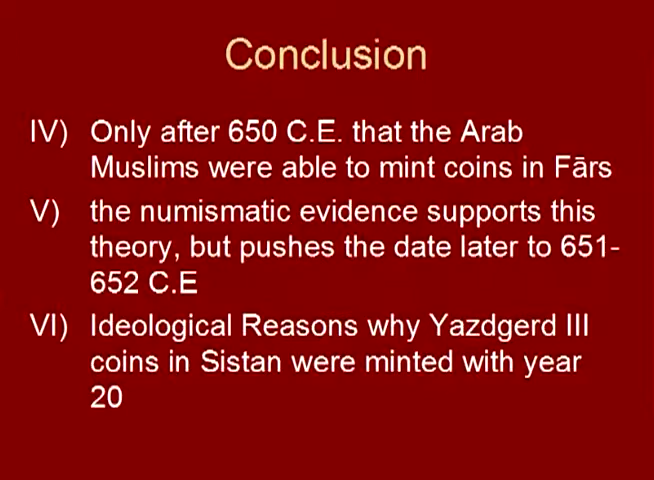 Conclusion
IV) Only after 650 C.E. that the Arab
Muslims were able to mint coins in Fārs
V) the numismatic evidence supports this
theory, but pushes the date later to 651-
652 C.E
VI) Ideological Reasons why Yazdgerd III
coins in Sistan were minted with year
20